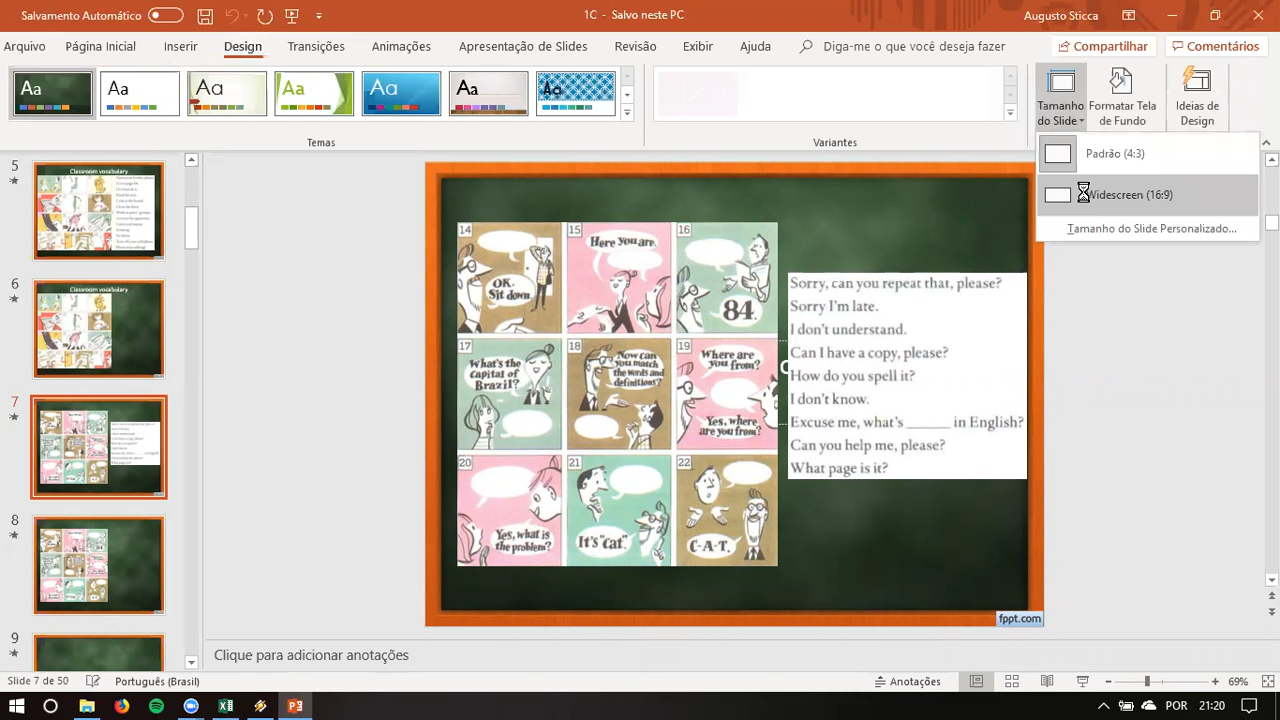 Salvamento Automático
1C - Salvo neste PC
Augusto Sticca
Arquivo
Página Inicial
Inserir
Design
Transições
Animações
Apresentação de Slides
Revisão
Exibir
Ajuda
Diga-me o que você deseja fazer
Compartilhar
Comentários
Aa
Aa
Aa
Aa
Aa
Aa
Aa
Tamanho do Slide
Formatar Tela de Fundo
Ideias de Design
Temas
Variantes
Padrão (4:3)
Widescreen (16:9)
Tamanho do Slide Personalizado...
5
Classroom vocabulary
6
Classroom vocabulary
7
8
9
14
OK.
Sit down.
15
Here you are.
16
84.
17
What's the
capital of
Brazil?
18
Now can you
match the
words and
definitions?
19
Where are
you from?
Yes, where
are you from?
20
Yes, what is
the problem?
21
It's "cat".
22
C-A-T.
Sorry, can you repeat that, please?
Sorry I'm late.
I don't understand.
Can I have a copy, please?
How do you spell it?
I don't know.
Excuse me, what's ______ in English?
Can you help me, please?
What page is it?
fppt.com
Clique para adicionar anotações
Slide 7 de 50
Português (Brasil)
Anotações
69%
POR
21:20